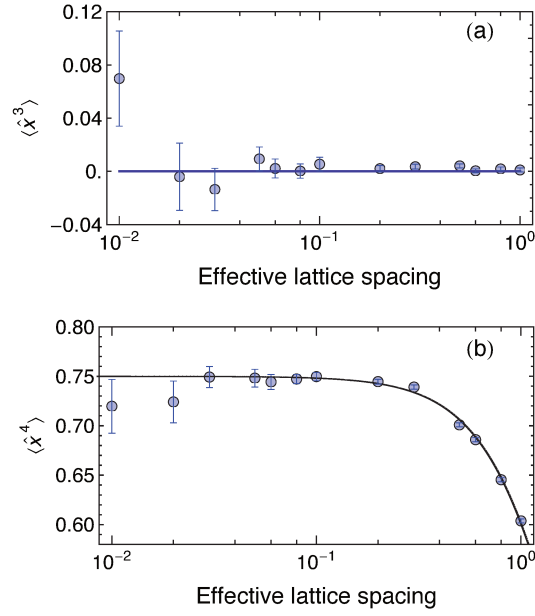 0.12
(a)
0.08
0.04
0.
−0.04
⟨x̂³⟩
10⁻² 10⁻¹ 10⁰
Effective lattice spacing
0.80
(b)
0.75
0.70
0.65
0.60
⟨x̂⁴⟩
10⁻² 10⁻¹ 10⁰
Effective lattice spacing